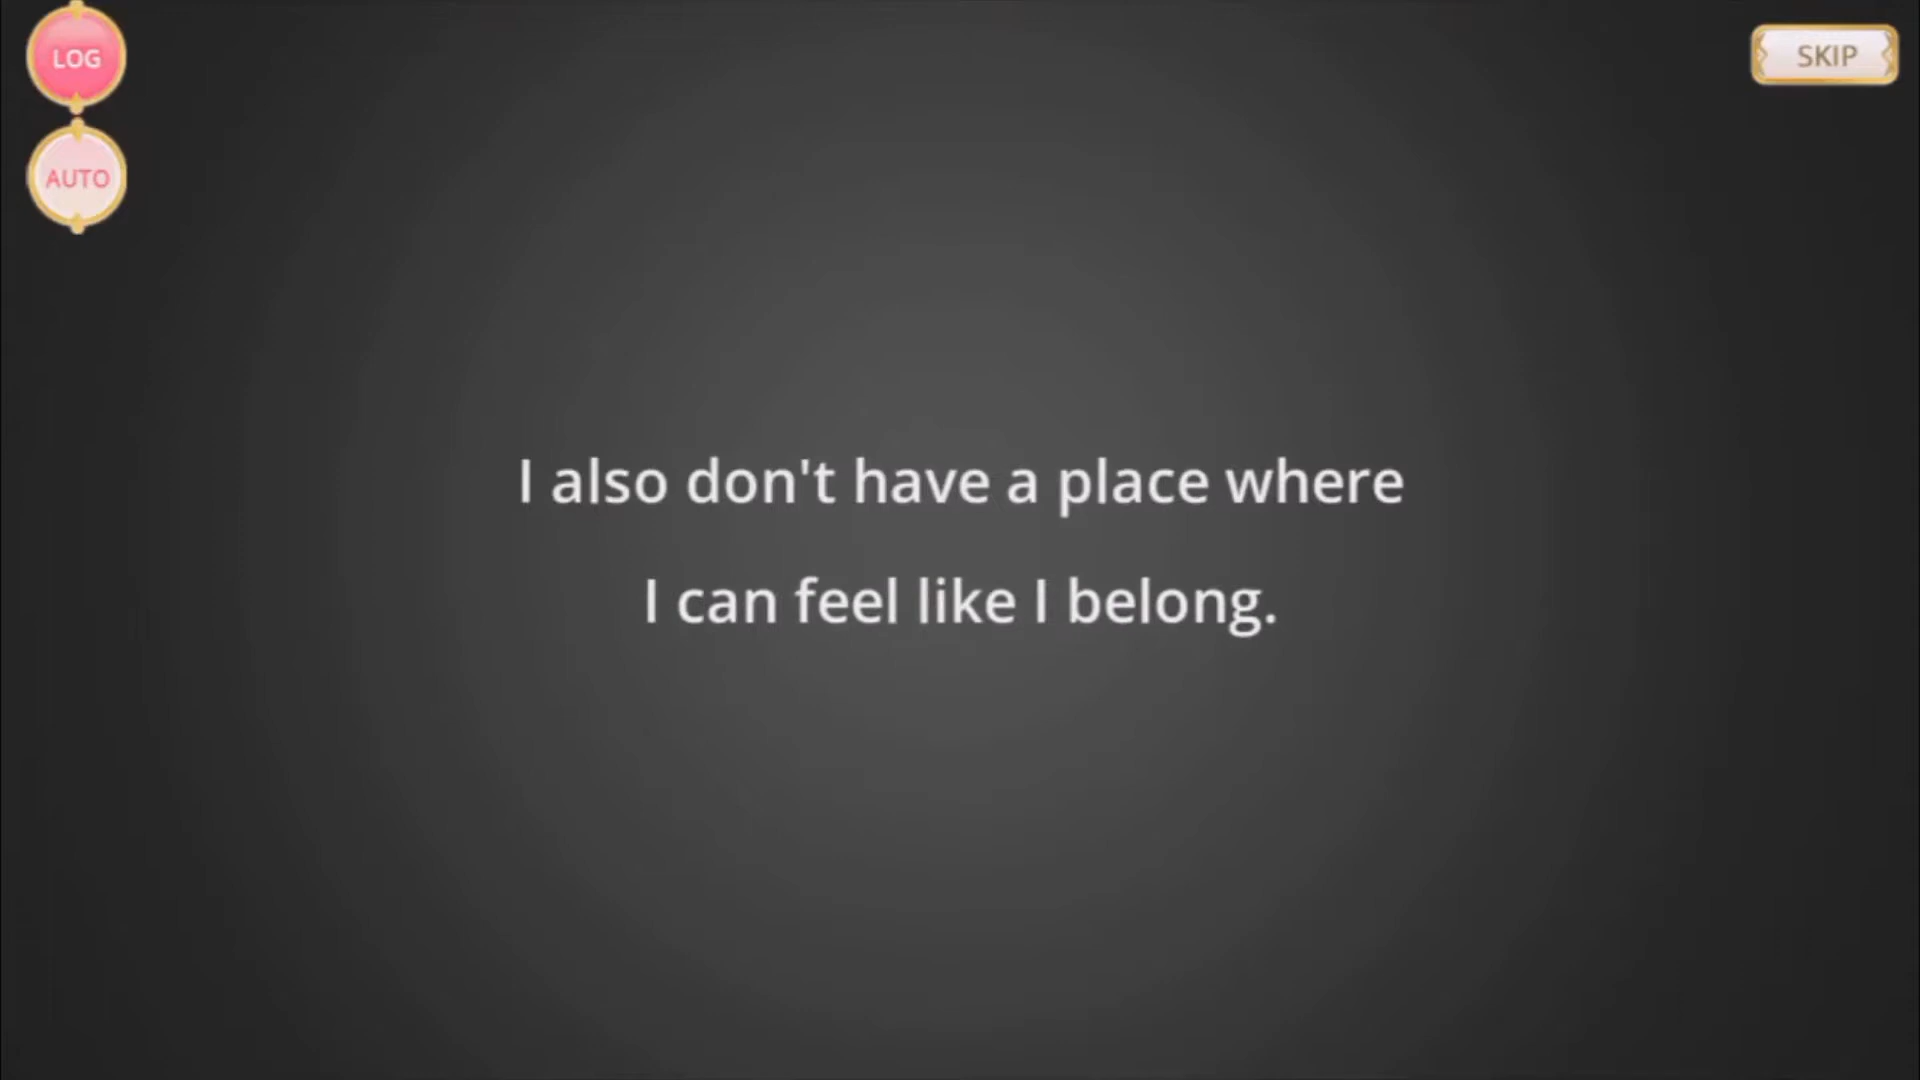 LOG
SKIP
AUTO
I also don't have a place where
I can feel like I belong.